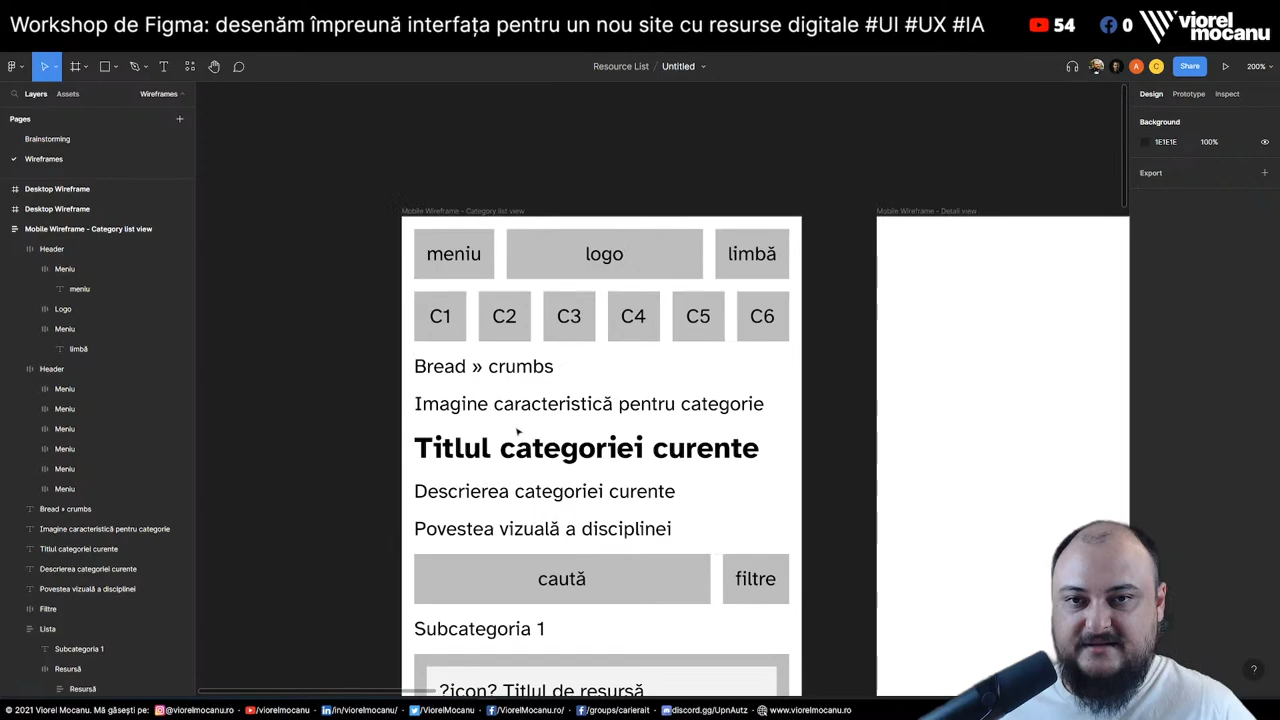 Workshop de Figma: desenăm împreună interfața pentru un nou site cu resurse digitale #UI #UX #IA
54
0
viorel
mocanu
Resource List / Untitled
A
C
Share
200%
Layers
Assets
Wireframes
Pages
Brainstorming
Wireframes
Desktop Wireframe
Desktop Wireframe
Mobile Wireframe - Category list view
Header
Meniu
meniu
Logo
Meniu
limbă
Header
Meniu
Meniu
Meniu
Meniu
Meniu
Meniu
Bread » crumbs
Imagine caracteristică pentru categorie
Titlul categoriei curente
Descrierea categoriei curente
Povestea vizuală a disciplinei
Filtre
Lista
Subcategoria 1
Resursă
Resursă
Mobile Wireframe - Category list view
meniu
logo
limbă
C1
C2
C3
C4
C5
C6
Bread » crumbs
Imagine caracteristică pentru categorie
Titlul categoriei curente
Descrierea categoriei curente
Povestea vizuală a disciplinei
caută
filtre
Subcategoria 1
?icon? Titlul de resursă
Mobile Wireframe - Detail view
Design
Prototype
Inspect
Background
1E1E1E
100%
Export
?
© 2021 Viorel Mocanu. Mă găsești pe:
@viorelmocanu.ro
/viorelmocanu
/in/viorelmocanu/
/ViorelMocanu
/ViorelMocanu.ro/
/groups/carierait
discord.gg/UpnAutz
www.viorelmocanu.ro